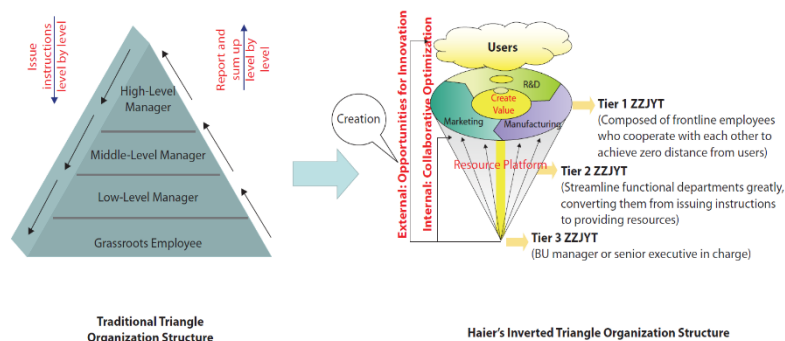 Issue
instructions
level by level
Report and
sum up
level by
level
High-Level
Manager
Middle-Level Manager
Low-Level Manager
Grassroots Employee
Traditional Triangle
Organization Structure
Creation
External: Opportunities for Innovation
Internal: Collaborative Optimization
Users
R&D
Create
Value
Marketing
Manufacturing
Resource Platform
Tier 1 ZZJYT
(Composed of frontline employees
who cooperate with each other to
achieve zero distance from users)
Tier 2 ZZJYT
(Streamline functional departments greatly,
converting them from issuing instructions
to providing resources)
Tier 3 ZZJYT
(BU manager or senior executive in charge)
Haier's Inverted Triangle Organization Structure